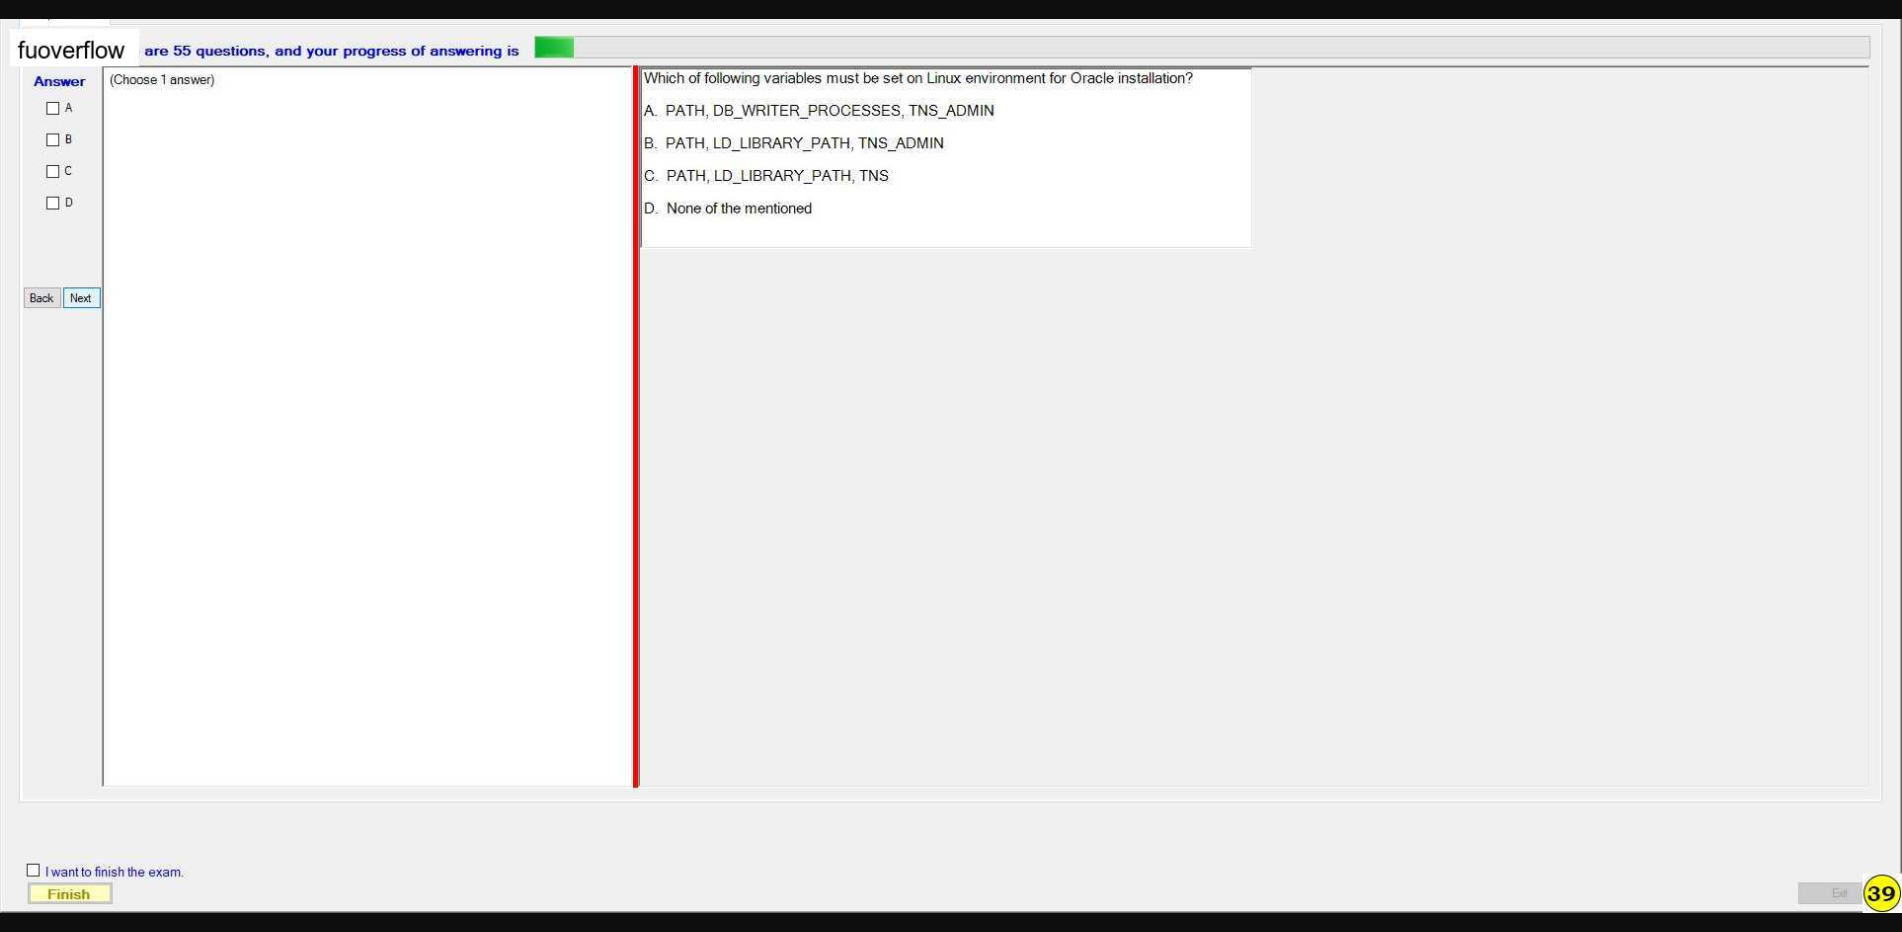 fuoverflow are 55 questions, and your progress of answering is
Answer
A
B
C
D
Back Next
(Choose 1 answer)
Which of following variables must be set on Linux environment for Oracle installation?
A. PATH, DB_WRITER_PROCESSES, TNS_ADMIN
B. PATH, LD_LIBRARY_PATH, TNS_ADMIN
C. PATH, LD_LIBRARY_PATH, TNS
D. None of the mentioned
I want to finish the exam.
Finish
Exit 39